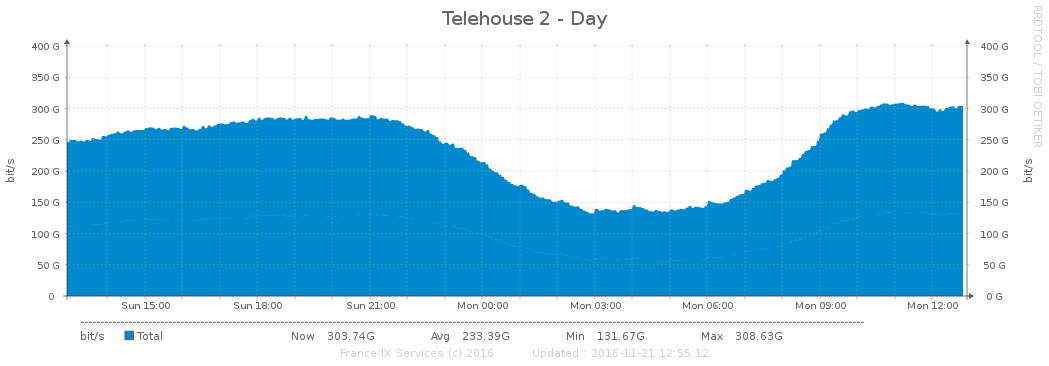 Telehouse 2 - Day
RRDTOOL / TOBI OETIKER
400 G 400 G
350 G 350 G
300 G 300 G
250 G 250 G
200 G 200 G
150 G 150 G
100 G 100 G
50 G 50 G
0 0 G
bit/s bit/s
Sun 15:00 Sun 18:00 Sun 21:00 Mon 00:00 Mon 03:00 Mon 06:00 Mon 09:00 Mon 12:00
bit/s Total Now 303.74G Avg 233.39G Min 131.67G Max 308.63G
France-IX Services (c) 2016 Updated : 2016-11-21 12:55:12